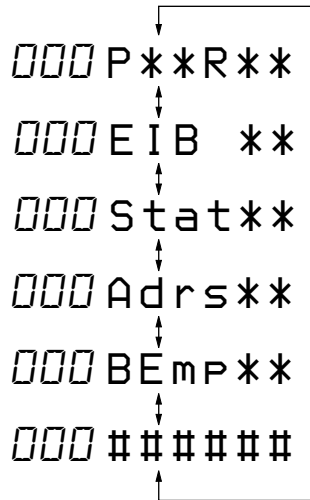 000 P**R**
000 EIB **
000 Stat**
000 Adrs**
000 BEmp**
000 ######